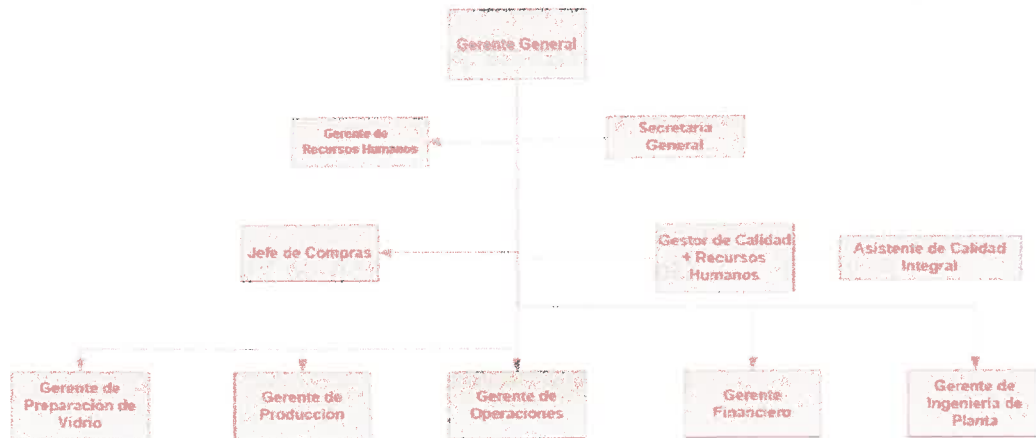 Gerente General
Gerente de
Recursos Humanos
Secretaria
General
Jefe de Compras
Gestor de Calidad
+ Recursos
Humanos
Asistente de Calidad
Integral
Gerente de
Preparación de
Vidrio
Gerente de
Producción
Gerente de
Operaciones
Gerente
Financiero
Gerente de
Ingeniería de
Planta